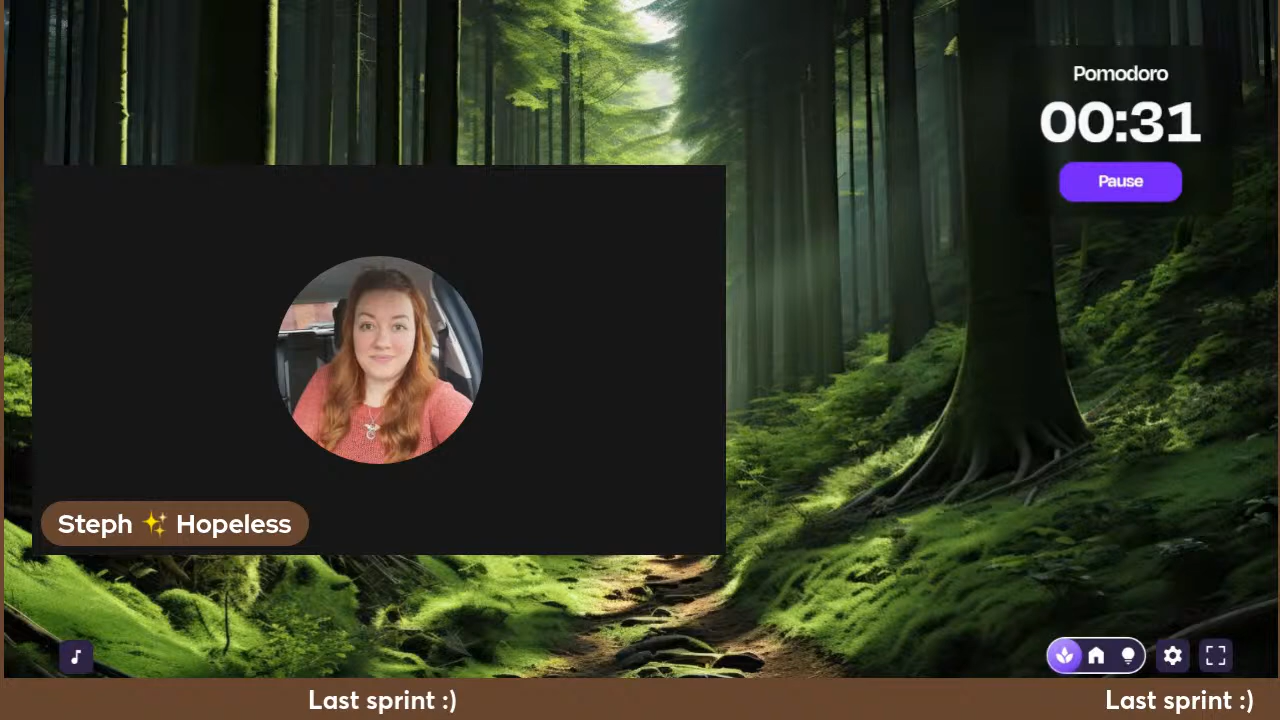 Pomodoro
00:31
Pause
Steph ✨ Hopeless
Last sprint :)
Last sprint :)